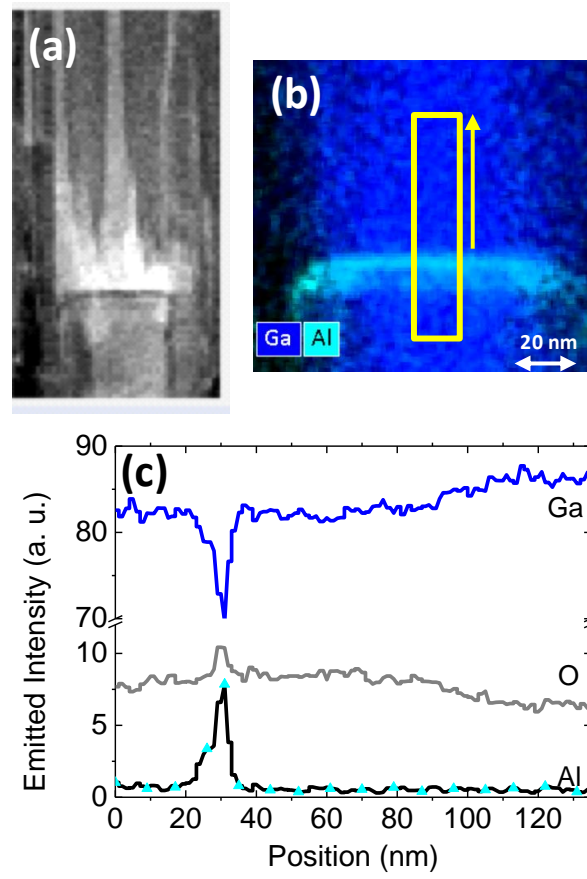 (a)
(b)
Ga Al
20 nm
(c)
90
80
70
10
5
0
Ga
O
Al
0 20 40 60 80 100 120
Emitted Intensity (a. u.)
Position (nm)